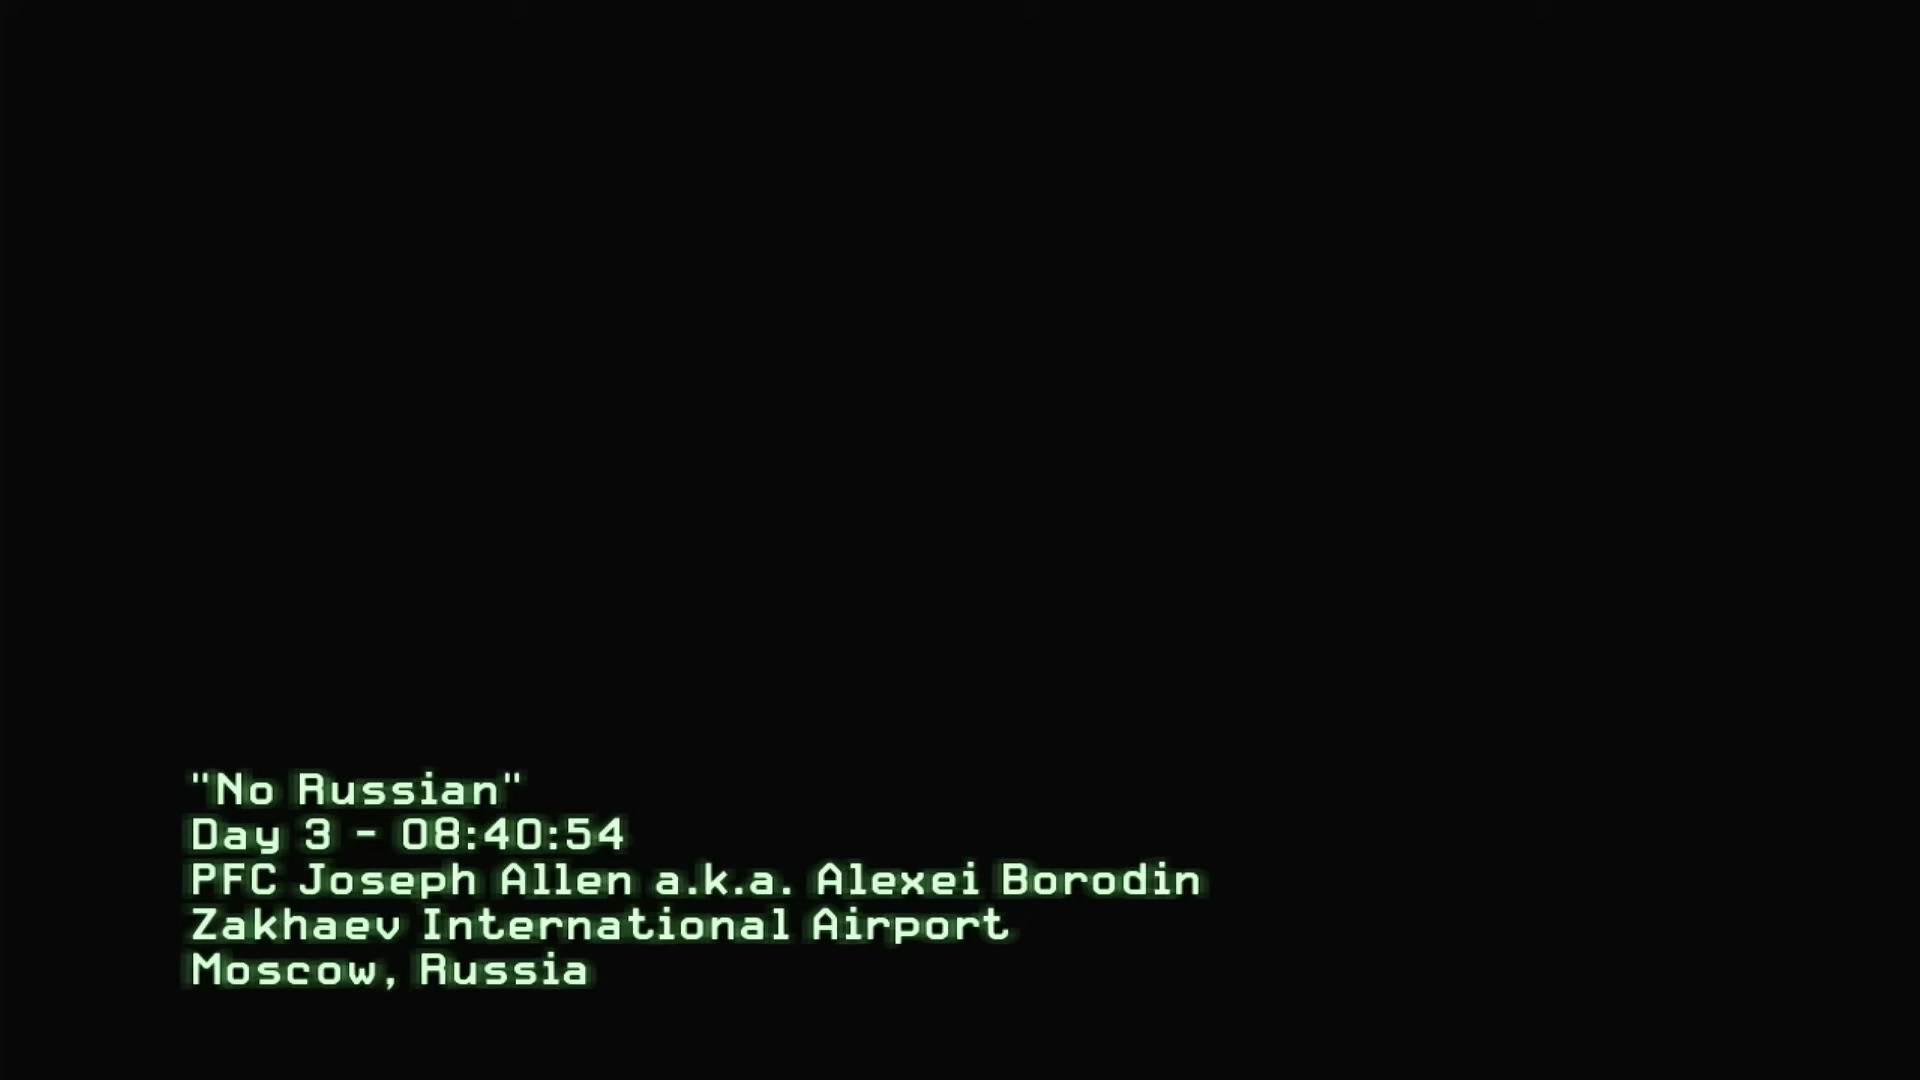 "No Russian"
Day 3 - 08:40:54
PFC Joseph Allen a.k.a. Alexei Borodin
Zakhaev International Airport
Moscow, Russia